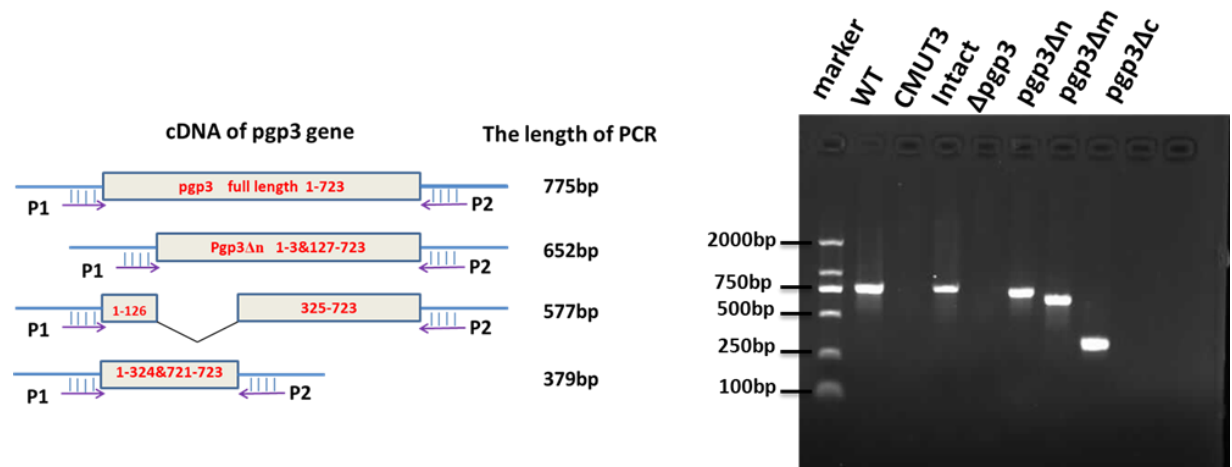 cDNA of pgp3 gene
The length of PCR
pgp3 full length 1-723
775bp
P1
P2
Pgp3Δn 1-3&127-723
652bp
P1
P2
1-126
325-723
577bp
P1
P2
1-324&721-723
379bp
P1
P2
marker
WT
CMUT3
Intact
Δpgp3
pgp3Δn
pgp3Δm
pgp3Δc
2000bp
750bp
500bp
250bp
100bp